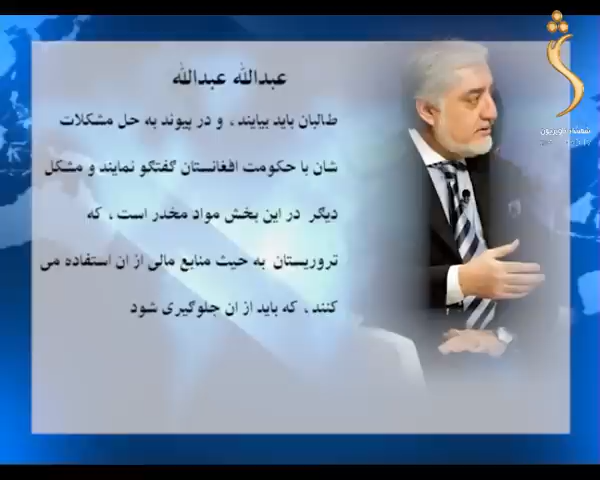 عبدالله عبدالله
طالبان باید بیایند ، و در پیوند به حل مشکلات
شان با حکومت افغانستان گفتگو نمایند و مشکل
دیگر در این بخش مواد مخدر است ، که
تروریستان به حیث منابع مالی از ان استفاده می
کنند ، که باید از ان جلوگیری شود